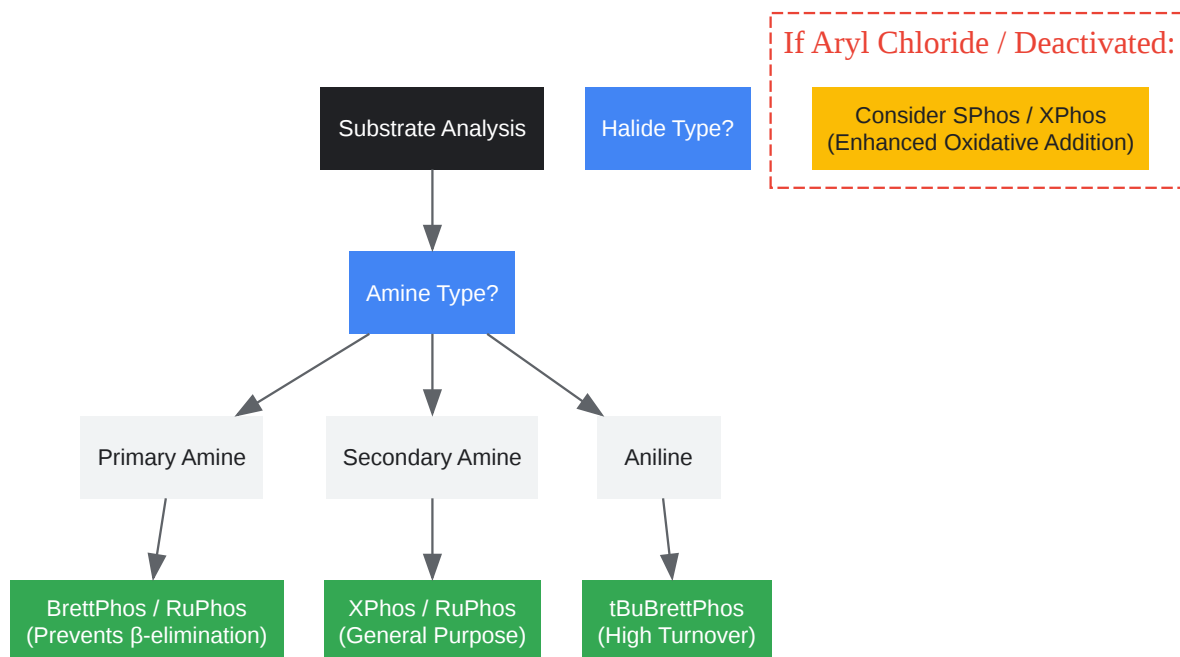 If Aryl Chloride / Deactivated:
Substrate Analysis
Halide Type?
Consider SPhos / XPhos
(Enhanced Oxidative Addition)
Amine Type?
Primary Amine
Secondary Amine
Aniline
BrettPhos / RuPhos
(Prevents β-elimination)
XPhos / RuPhos
(General Purpose)
tBuBrettPhos
(High Turnover)